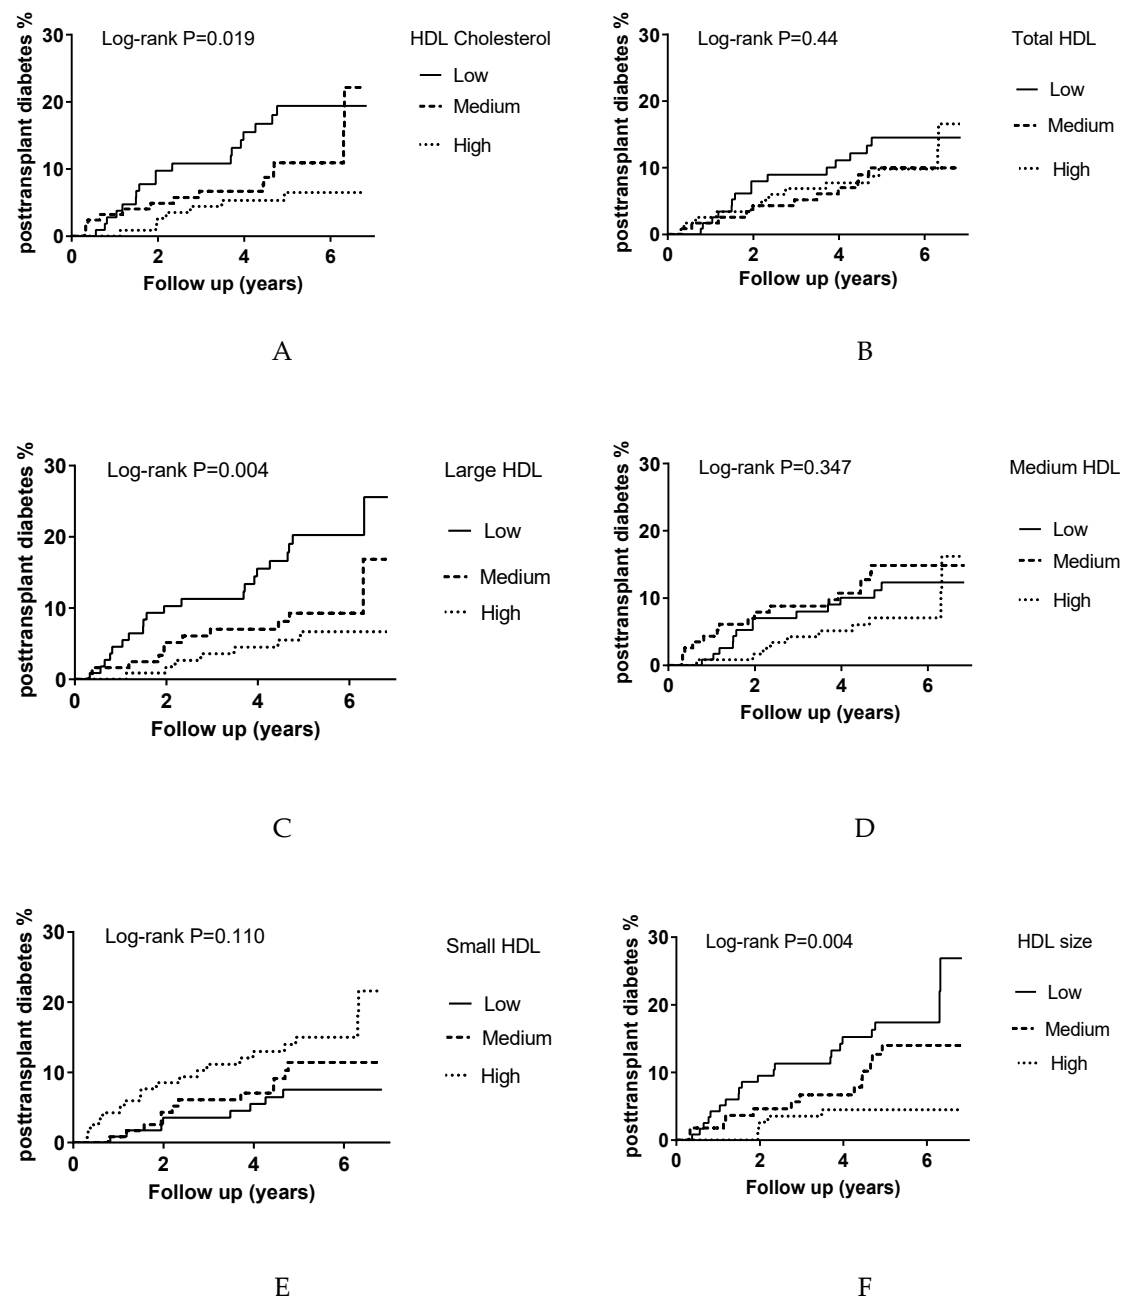 posttransplant diabetes %
30
20
10
0
Log-rank P=0.019
HDL Cholesterol
Low
Medium
High
0 2 4 6
Follow up (years)
A
posttransplant diabetes %
30
20
10
0
Log-rank P=0.44
Total HDL
Low
Medium
High
0 2 4 6
Follow up (years)
B
posttransplant diabetes %
30
20
10
0
Log-rank P=0.004
Large HDL
Low
Medium
High
0 2 4 6
Follow up (years)
C
posttransplant diabetes %
30
20
10
0
Log-rank P=0.347
Medium HDL
Low
Medium
High
0 2 4 6
Follow up (years)
D
posttransplant diabetes %
30
20
10
0
Log-rank P=0.110
Small HDL
Low
Medium
High
0 2 4 6
Follow up (years)
E
posttransplant diabetes %
30
20
10
0
Log-rank P=0.004
HDL size
Low
Medium
High
0 2 4 6
Follow up (years)
F